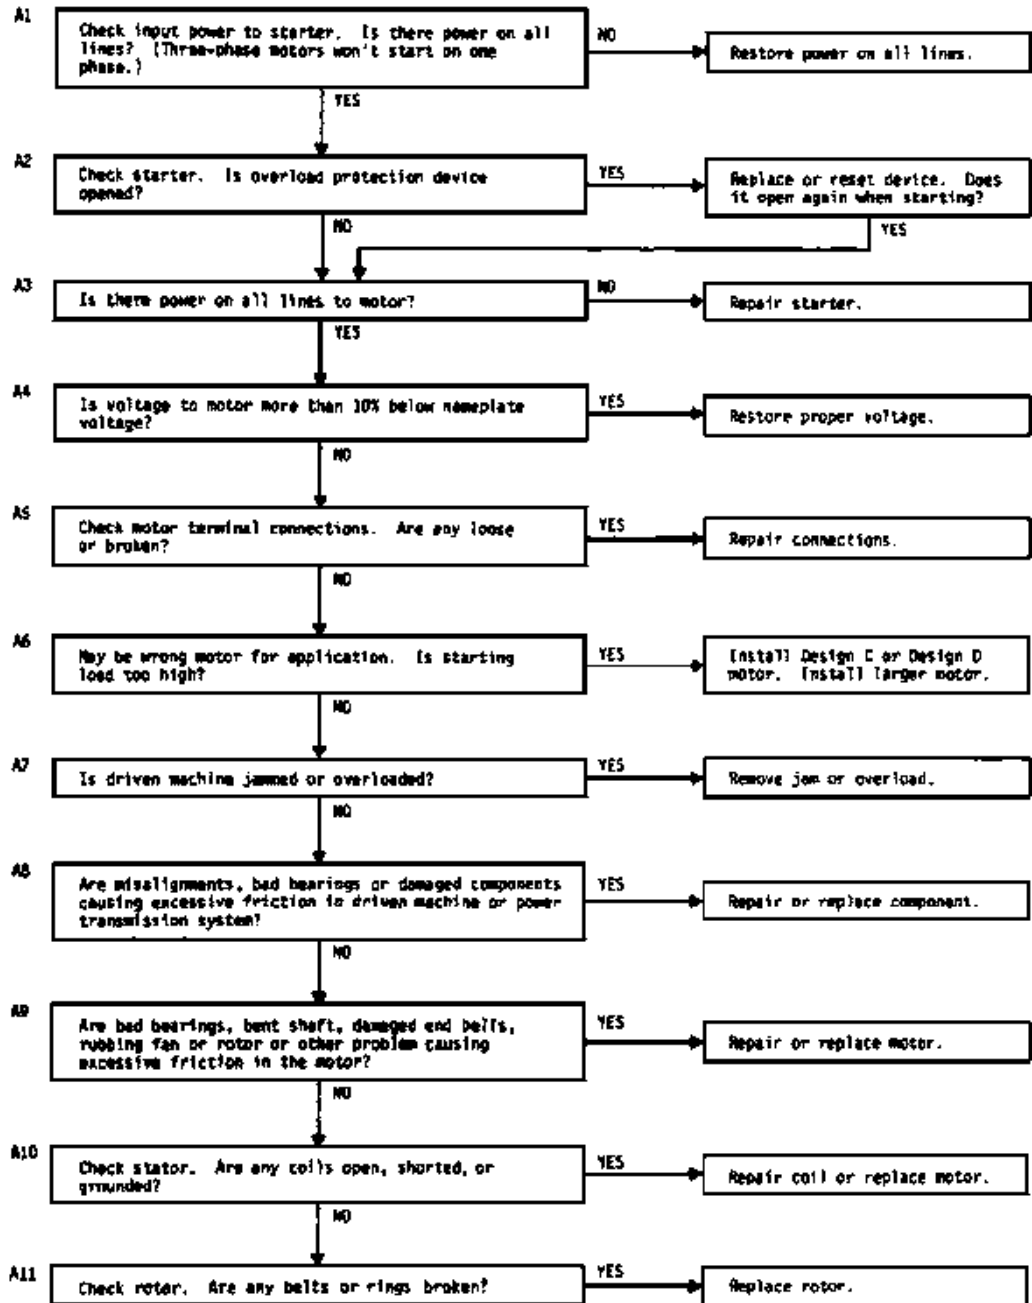 A1
Check input power to starter. Is there power on all
lines? (Three-phase motors won't start on one
phase.)
NO
Restore power on all lines.
YES
A2
Check starter. Is overload protection device
opened?
YES
Replace or reset device. Does
it open again when starting?
NO
YES
A3
Is there power on all lines to motor?
NO
Repair starter.
YES
A4
Is voltage to motor more than 10% below nameplate
voltage?
YES
Restore proper voltage.
NO
A5
Check motor terminal connections. Are any loose
or broken?
YES
Repair connections.
NO
A6
May be wrong motor for application. Is starting
load too high?
YES
Install Design C or Design D
motor. Install larger motor.
NO
A7
Is driven machine jammed or overloaded?
YES
Remove jam or overload.
NO
A8
Are misalignments, bad bearings or damaged components
causing excessive friction in driven machine or power
transmission system?
YES
Repair or replace component.
NO
A9
Are bad bearings, bent shaft, damaged end bells,
rubbing fan or rotor or other problem causing
excessive friction in the motor?
YES
Repair or replace motor.
NO
A10
Check stator. Are any coils open, shorted, or
grounded?
YES
Repair coil or replace motor.
NO
A11
Check rotor. Are any belts or rings broken?
YES
Replace rotor.